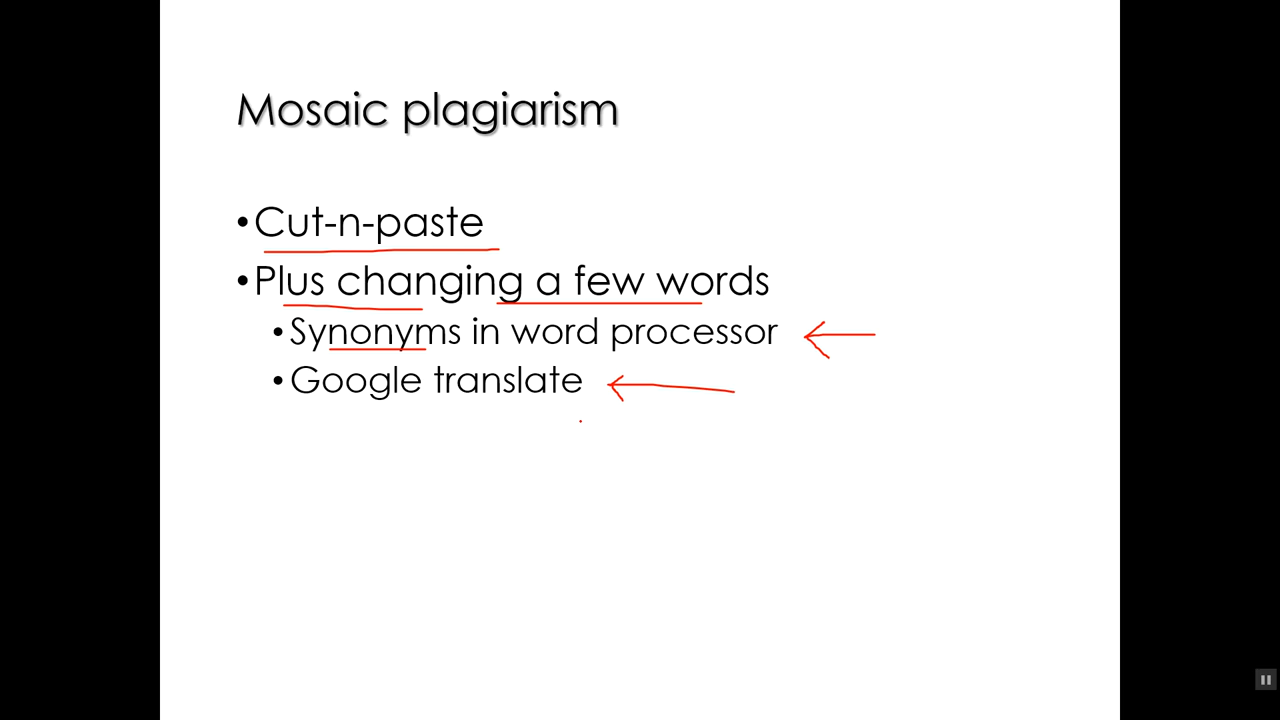 Mosaic plagiarism
•Cut-n-paste
•Plus changing a few words
•Synonyms in word processor
•Google translate